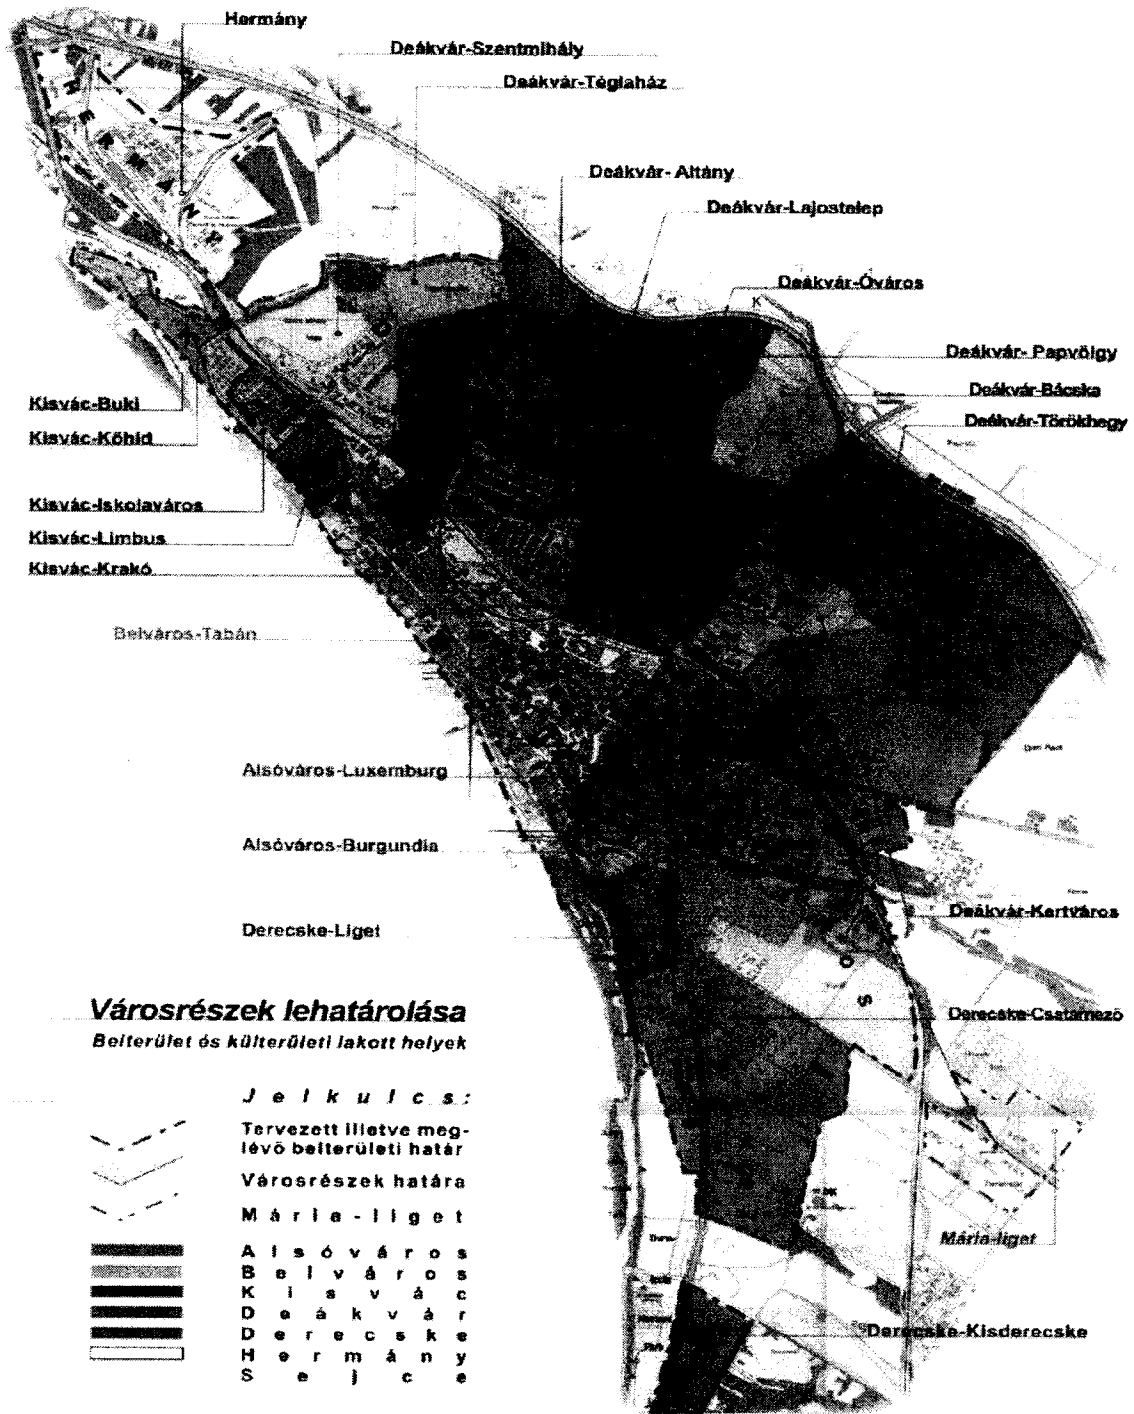 Hermány
Deákvár-Szentmihály
Deákvár-Téglaház
Deákvár- Altány
Deákvár-Lajostelep
Deákvár-Óváros
Deákvár- Papvölgy
Deákvár-Bácska
Deákvár-Törökhegy
H E R M Á N Y
Kisvác-Buki
Kisvác-Kőhid
Kisvác-Iskolaváros
Kisvác-Limbus
Kisvác-Krakó
Belváros-Tabán
Alsóváros-Luxemburg
Alsóváros-Burgundia
Derecske-Liget
Deákvár-Kertváros
Derecske-Csatamező
Mária-liget
Derecske-Kisderecske
Városrészek lehatárolása
Belterület és külterületi lakott helyek
Jelkulcs:
Tervezett illetve meg-
lévő belterületi határ
Városrészek határa
Mária-liget
Alsóváros
Belváros
Kisvác
Deákvár
Derecske
Hermány
Sejce